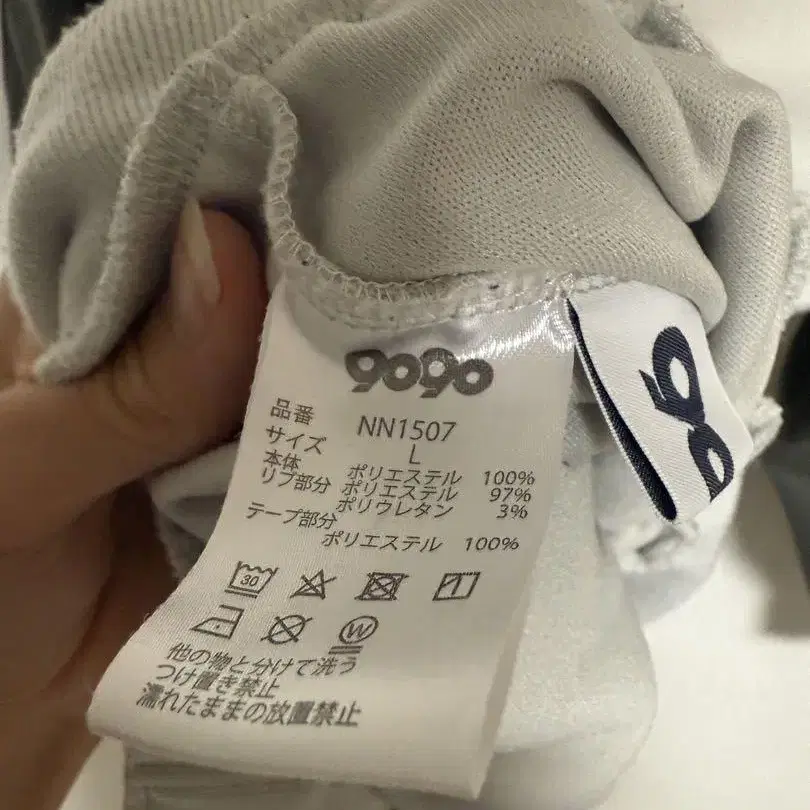 9090
品番 NN1507
サイズ L
本体 ポリエステル 100%
リブ部分 ポリエステル 97%
ポリウレタン 3%
テープ部分
ポリエステル 100%
30
W
他の物と分けて洗う
つけ置き禁止
濡れたままの放置禁止
90